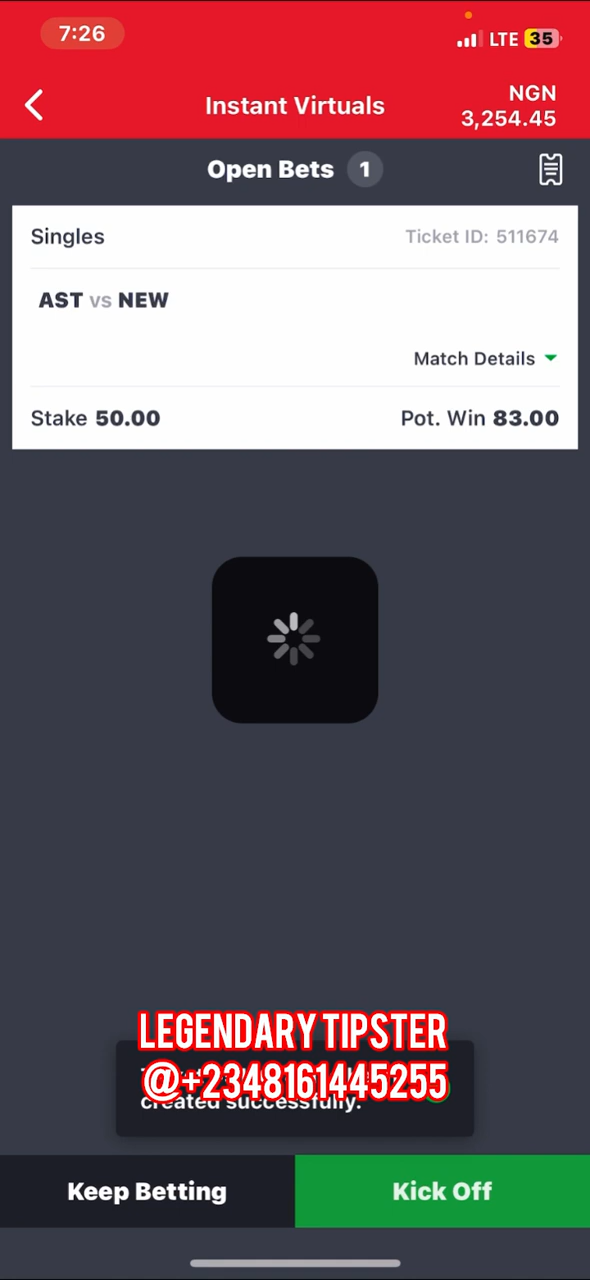 7:26
LTE 35
Instant Virtuals
NGN
3,254.45
Open Bets 1
Singles
Ticket ID: 511674
AST vs NEW
Match Details
Stake 50.00
Pot. Win 83.00
LEGENDARY TIPSTER
@+2348161445255
created successfully.
Keep Betting
Kick Off